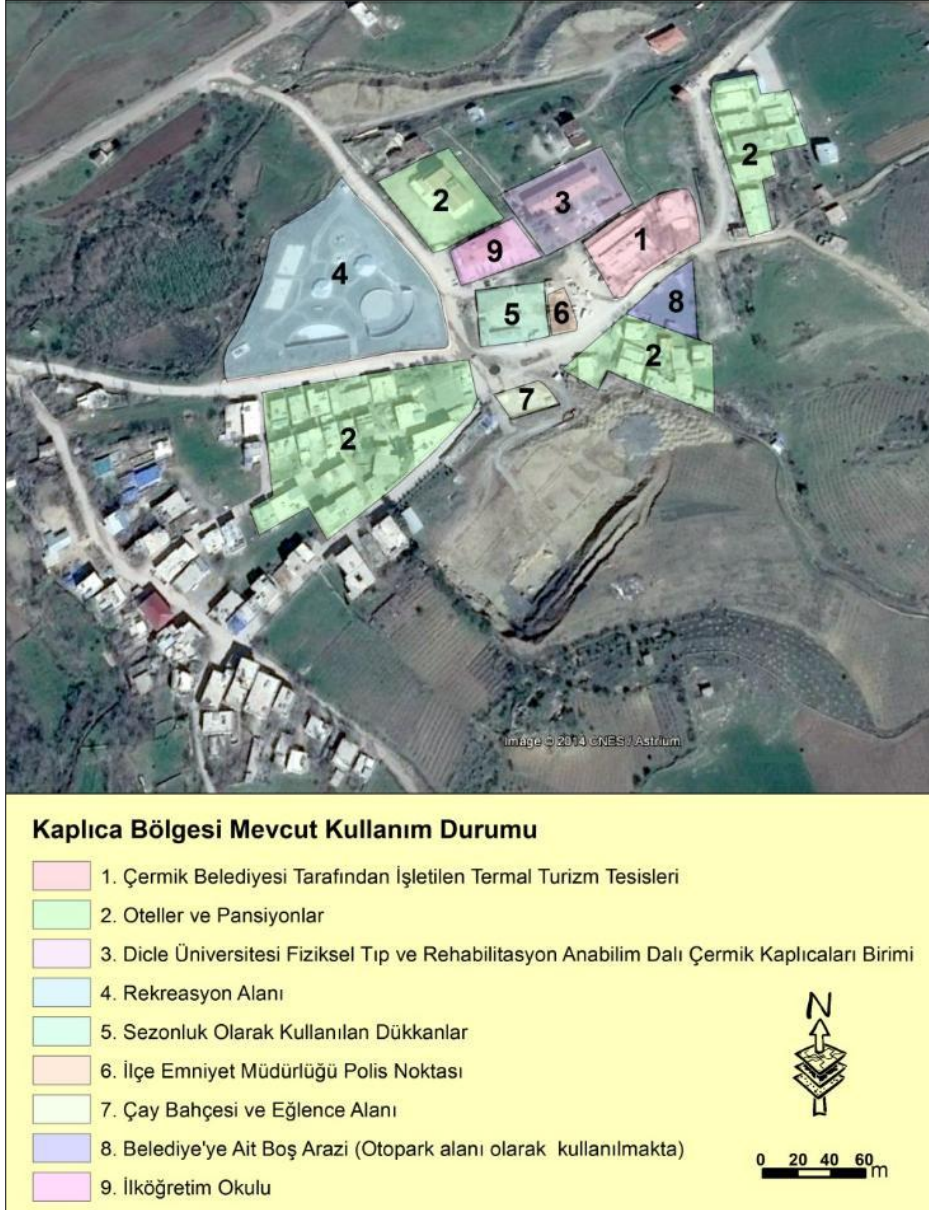 2
2
3
9
1
4
5
6
8
2
7
2
Image © 2014 CNES / Astrium
Kaplıca Bölgesi Mevcut Kullanım Durumu
1. Çermik Belediyesi Tarafından İşletilen Termal Turizm Tesisleri
2. Oteller ve Pansiyonlar
3. Dicle Üniversitesi Fiziksel Tıp ve Rehabilitasyon Anabilim Dalı Çermik Kaplıcaları Birimi
4. Rekreasyon Alanı
5. Sezonluk Olarak Kullanılan Dükkanlar
6. İlçe Emniyet Müdürlüğü Polis Noktası
7. Çay Bahçesi ve Eğlence Alanı
8. Belediye'ye Ait Boş Arazi (Otopark alanı olarak kullanılmakta)
9. İlköğretim Okulu
N
0 20 40 60 m